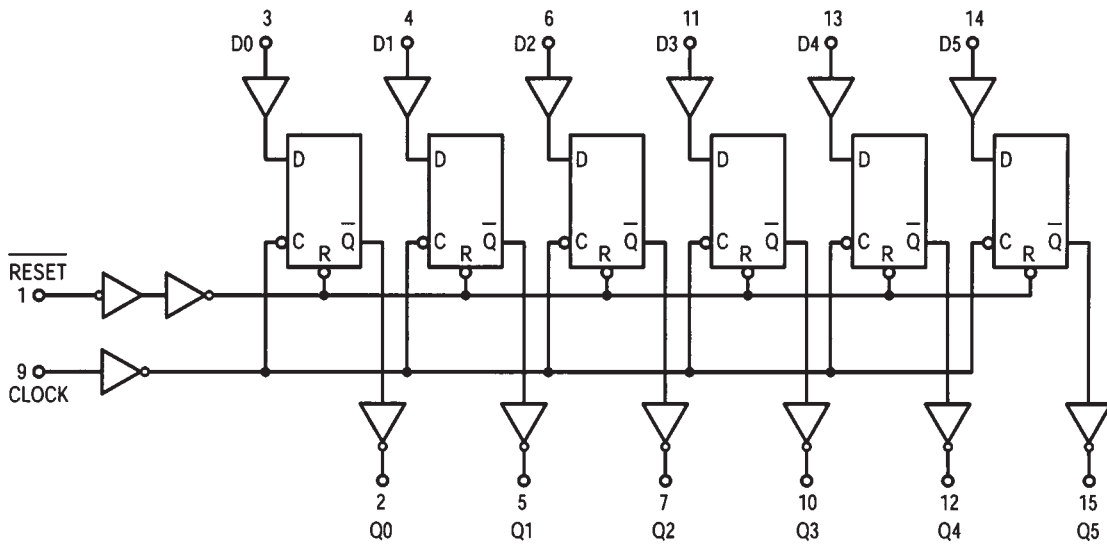 3 4 6 11 13 14
D0 D1 D2 D3 D4 D5
D D D D D D
C R Q̅ C R Q̅ C R Q̅ C R Q̅ C R Q̅ C R Q̅
R̅E̅S̅E̅T̅
1
9
CLOCK
2 5 7 10 12 15
Q0 Q1 Q2 Q3 Q4 Q5